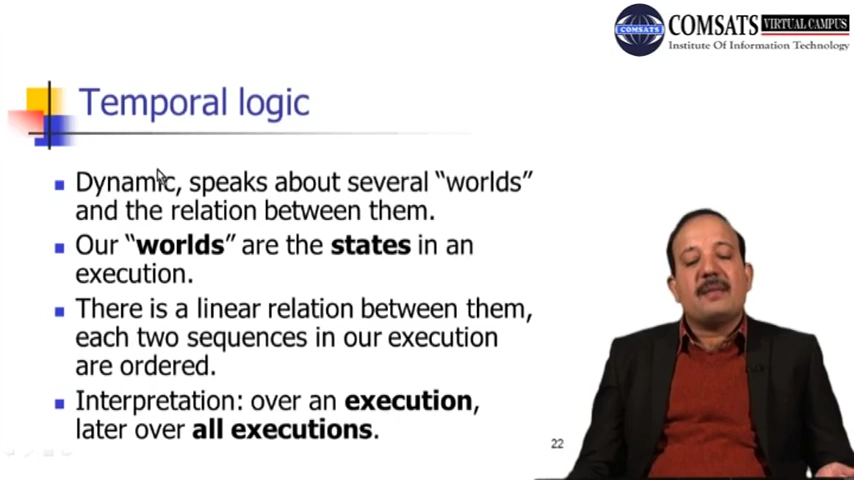 COMSATS
COMSATS
VIRTUAL CAMPUS
Institute Of Information Technology
Temporal logic
Dynamic, speaks about several “worlds”
and the relation between them.
Our “worlds” are the states in an
execution.
There is a linear relation between them,
each two sequences in our execution
are ordered.
Interpretation: over an execution,
later over all executions.
22